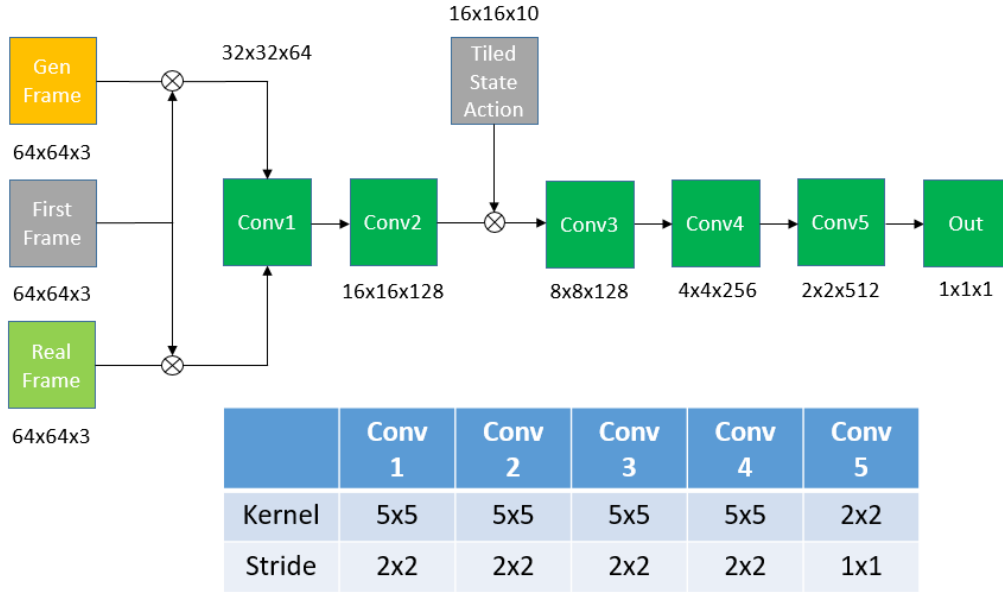 16x16x10
32x32x64
Gen
Frame
64x64x3
Tiled
State
Action
First
Frame
64x64x3
Conv1
Conv2
Conv3
Conv4
Conv5
Out
16x16x128
8x8x128
4x4x256
2x2x512
1x1x1
Real
Frame
64x64x3
Conv 1 Conv 2 Conv 3 Conv 4 Conv 5
Kernel 5x5 5x5 5x5 5x5 2x2
Stride 2x2 2x2 2x2 2x2 1x1